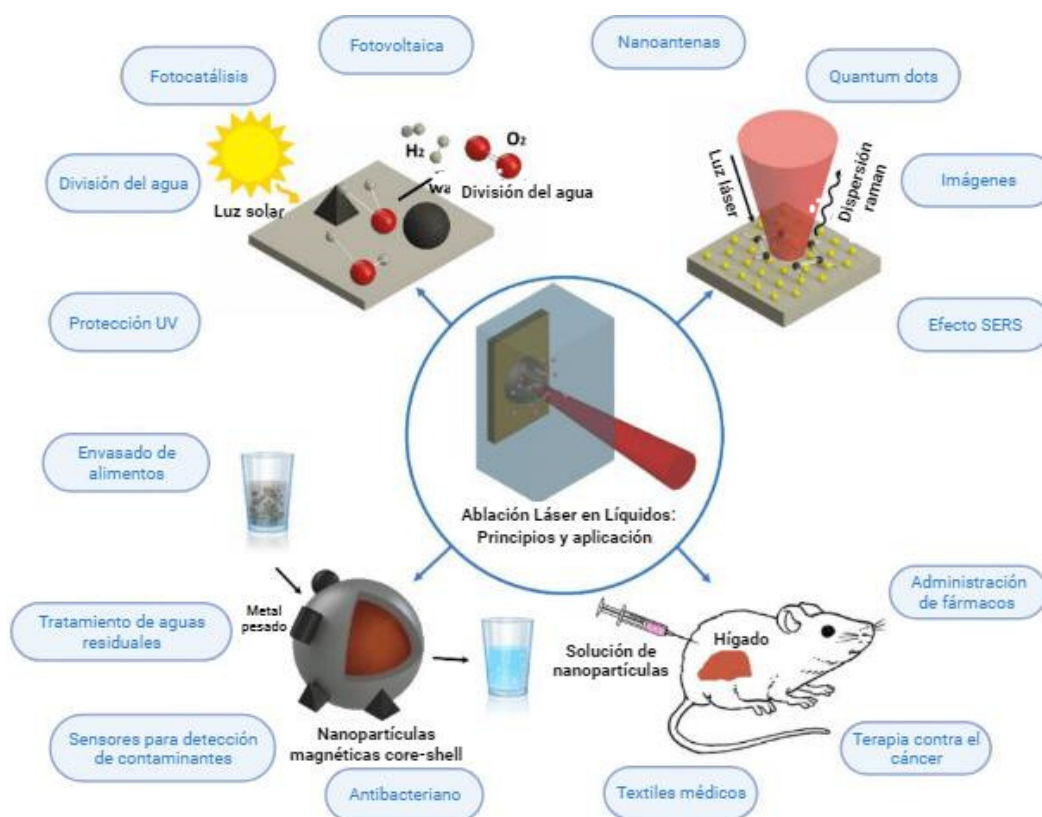 Fotovoltaica
Nanoantenas
Fotocatálisis
Quantum dots
H₂
O₂
División del agua
Luz solar
División del agua
Luz láser
Dispersión
raman
Imágenes
Protección UV
Efecto SERS
Envasado de
alimentos
Ablación Láser en Líquidos:
Principios y aplicación
Metal
pesado
Tratamiento de aguas
residuales
Solución de
nanopartículas
Hígado
Administración
de fármacos
Nanopartículas
magnéticas core-shell
Sensores para detección
de contaminantes
Antibacteriano
Textiles médicos
Terapia contra el
cáncer